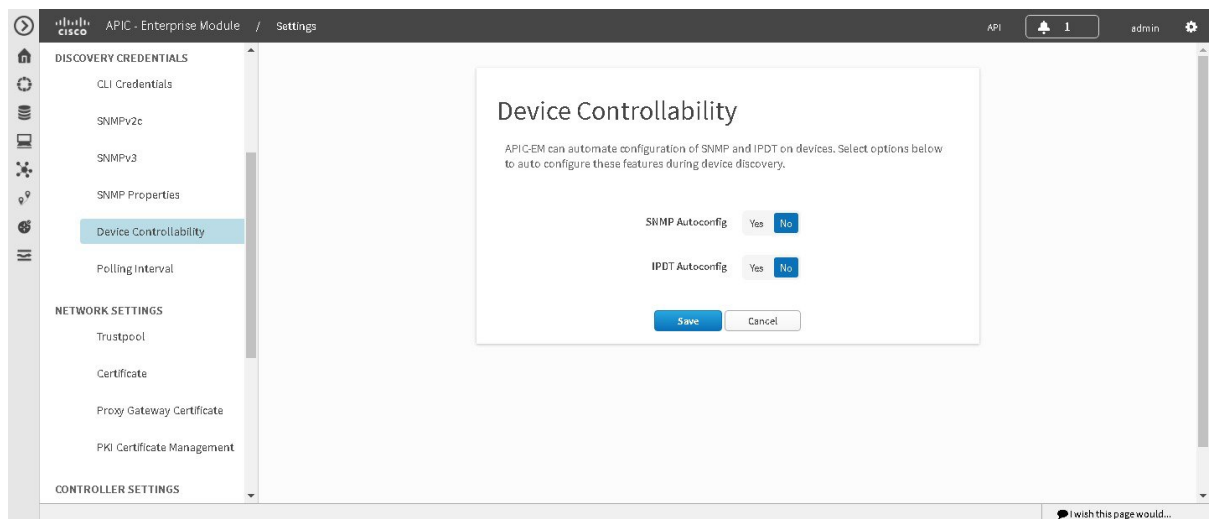 CISCO APIC - Enterprise Module / Settings API 1 admin
DISCOVERY CREDENTIALS
CLI Credentials
SNMPv2c
SNMPv3
SNMP Properties
Device Controllability
Polling Interval
NETWORK SETTINGS
Trustpool
Certificate
Proxy Gateway Certificate
PKI Certificate Management
CONTROLLER SETTINGS
Device Controllability
APIC-EM can automate configuration of SNMP and IPDT on devices. Select options below
to auto configure these features during device discovery.
SNMP Autoconfig Yes No
IPDT Autoconfig Yes No
Save Cancel
I wish this page would...